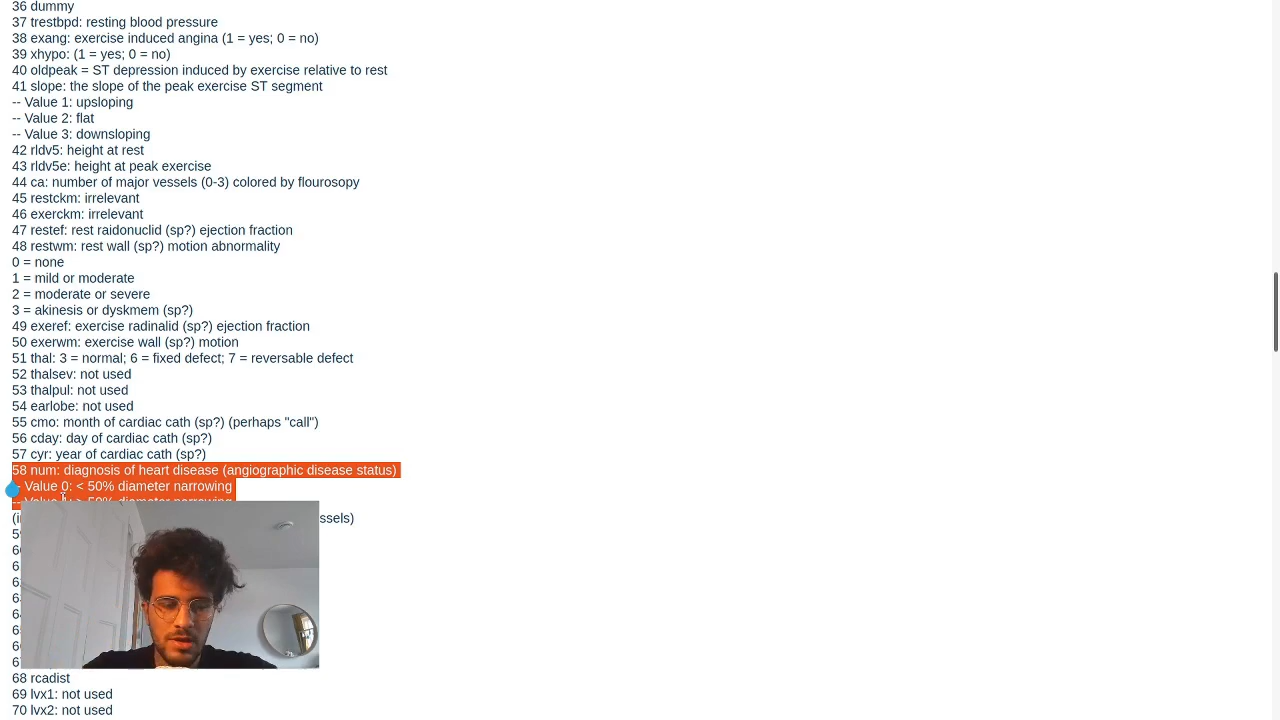 36 dummy
37 trestbpd: resting blood pressure
38 exang: exercise induced angina (1 = yes; 0 = no)
39 xhypo: (1 = yes; 0 = no)
40 oldpeak = ST depression induced by exercise relative to rest
41 slope: the slope of the peak exercise ST segment
-- Value 1: upsloping
-- Value 2: flat
-- Value 3: downsloping
42 rldv5: height at rest
43 rldv5e: height at peak exercise
44 ca: number of major vessels (0-3) colored by flourosopy
45 restckm: irrelevant
46 exerckm: irrelevant
47 restef: rest raidonuclid (sp?) ejection fraction
48 restwm: rest wall (sp?) motion abnormality
0 = none
1 = mild or moderate
2 = moderate or severe
3 = akinesis or dyskmem (sp?)
49 exeref: exercise radinalid (sp?) ejection fraction
50 exerwm: exercise wall (sp?) motion
51 thal: 3 = normal; 6 = fixed defect; 7 = reversable defect
52 thalsev: not used
53 thalpul: not used
54 earlobe: not used
55 cmo: month of cardiac cath (sp?) (perhaps "call")
56 cday: day of cardiac cath (sp?)
57 cyr: year of cardiac cath (sp?)
58 num: diagnosis of heart disease (angiographic disease status)
Value 0: < 50% diameter narrowing
Value 1: > 50% diameter narrowing
68 rcadist
69 lvx1: not used
70 lvx2: not used